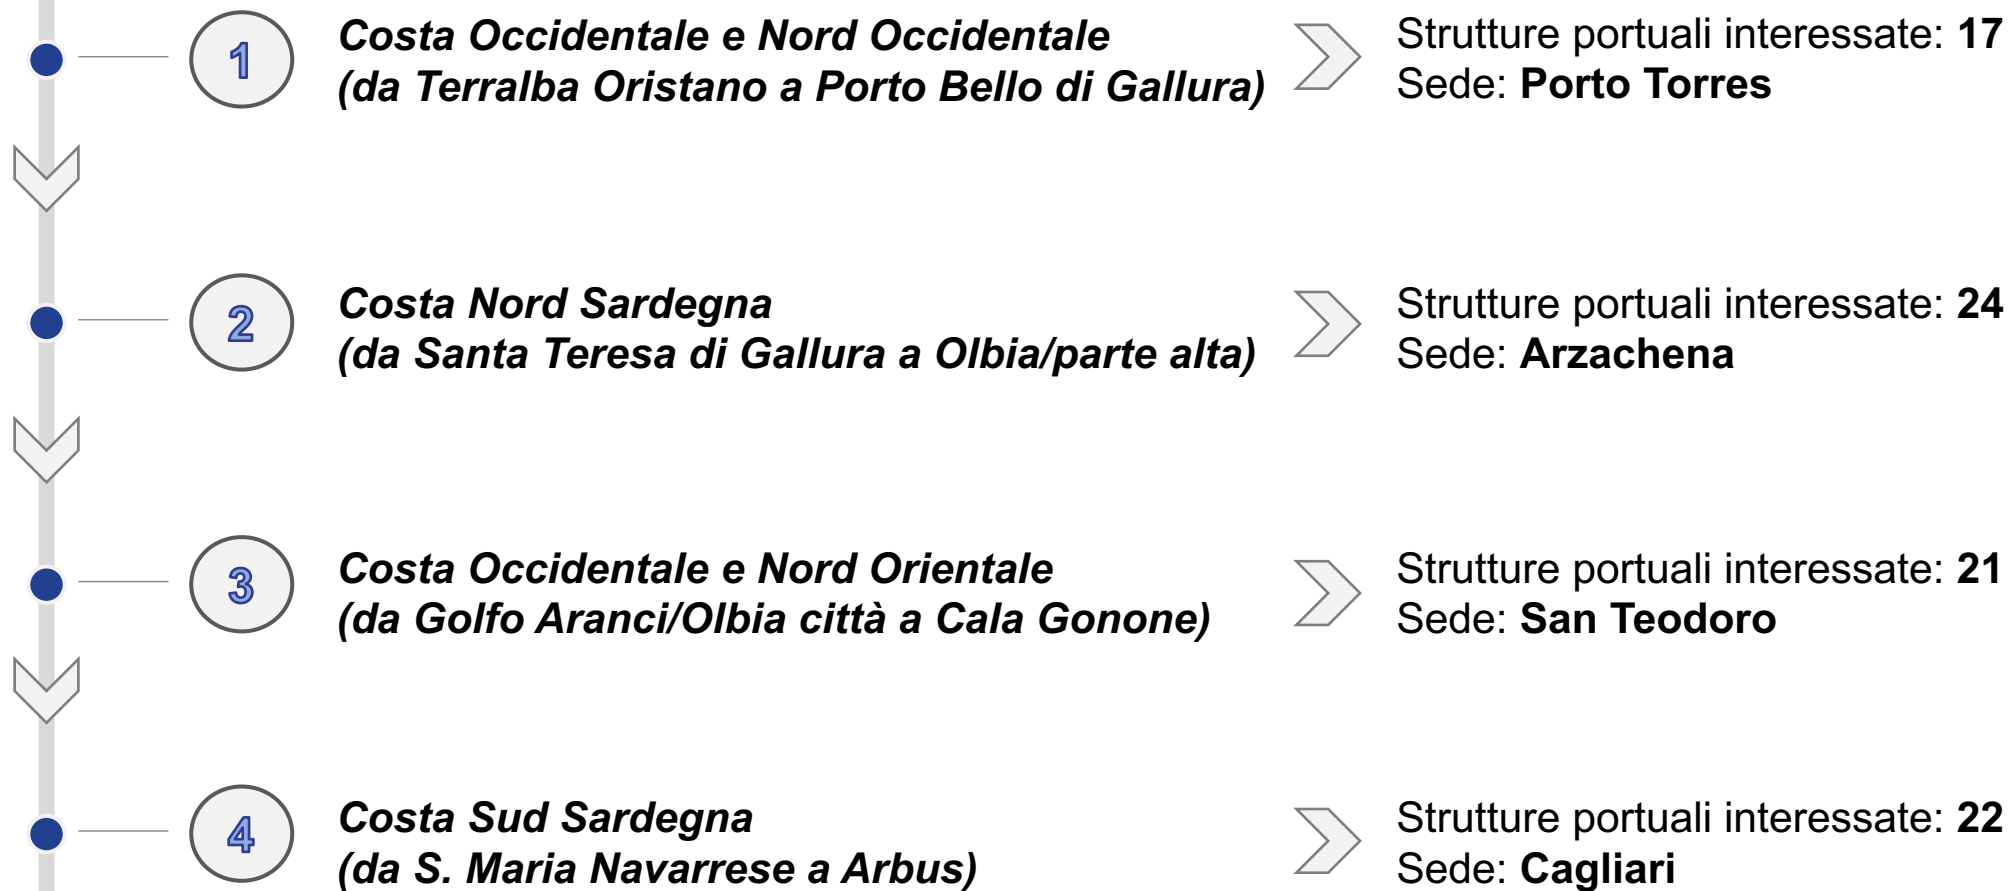 1
Costa Occidentale e Nord Occidentale
(da Terralba Oristano a Porto Bello di Gallura)
Strutture portuali interessate: 17
Sede: Porto Torres
2
Costa Nord Sardegna
(da Santa Teresa di Gallura a Olbia/parte alta)
Strutture portuali interessate: 24
Sede: Arzachena
3
Costa Occidentale e Nord Orientale
(da Golfo Aranci/Olbia città a Cala Gonone)
Strutture portuali interessate: 21
Sede: San Teodoro
4
Costa Sud Sardegna
(da S. Maria Navarrese a Arbus)
Strutture portuali interessate: 22
Sede: Cagliari